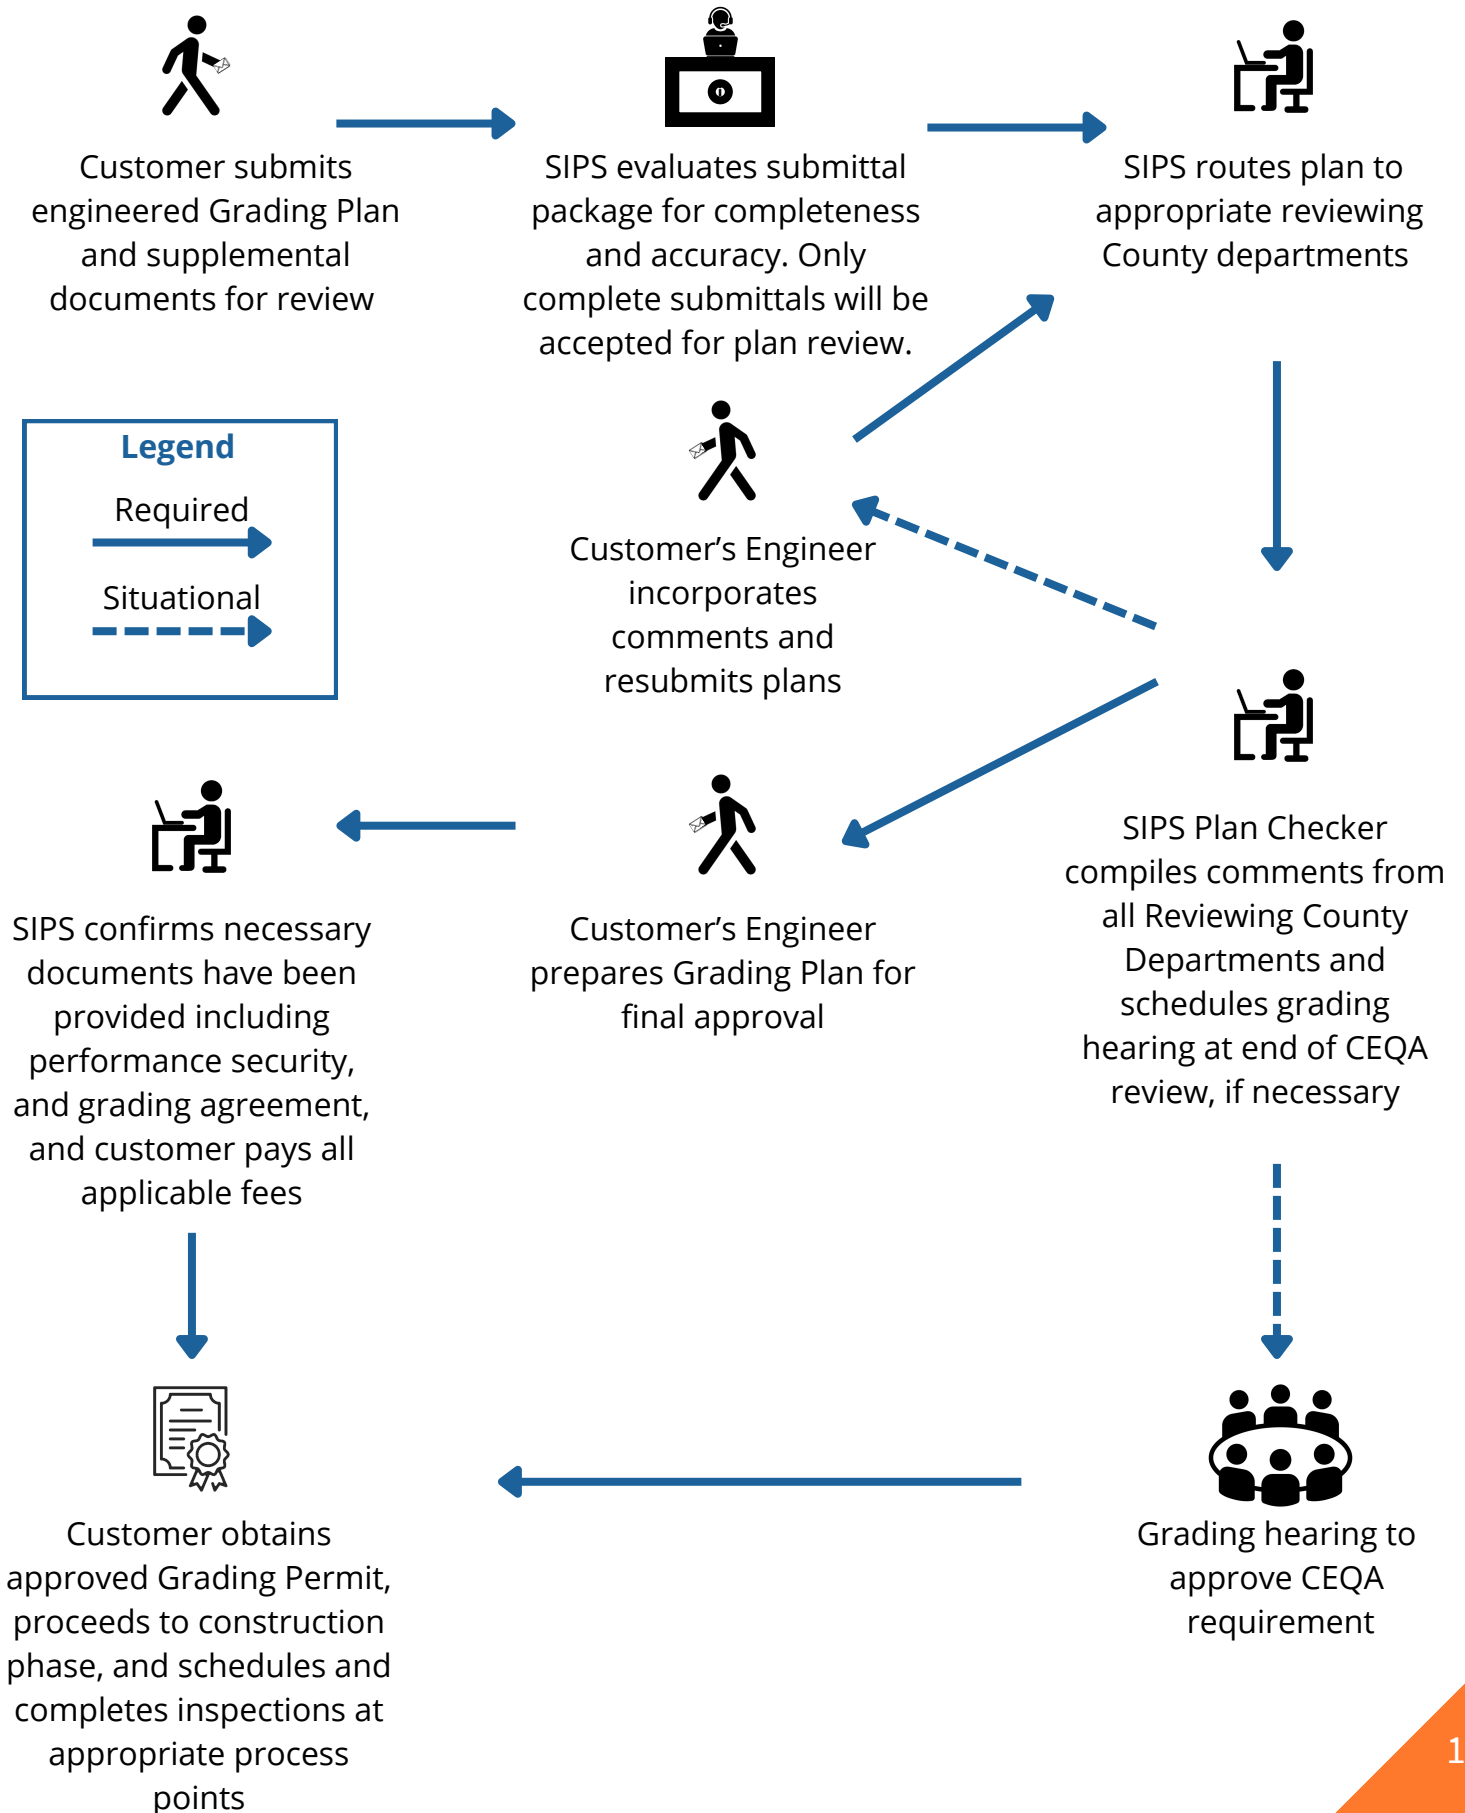 Customer submits
engineered Grading Plan
and supplemental
documents for review
SIPS evaluates submittal
package for completeness
and accuracy. Only
complete submittals will be
accepted for plan review.
SIPS routes plan to
appropriate reviewing
County departments
Legend
Required
Situational
Customer’s Engineer
incorporates
comments and
resubmits plans
SIPS Plan Checker
compiles comments from
all Reviewing County
Departments and
schedules grading
hearing at end of CEQA
review, if necessary
Customer’s Engineer
prepares Grading Plan for
final approval
SIPS confirms necessary
documents have been
provided including
performance security,
and grading agreement,
and customer pays all
applicable fees
Grading hearing to
approve CEQA
requirement
Customer obtains
approved Grading Permit,
proceeds to construction
phase, and schedules and
completes inspections at
appropriate process
points
1